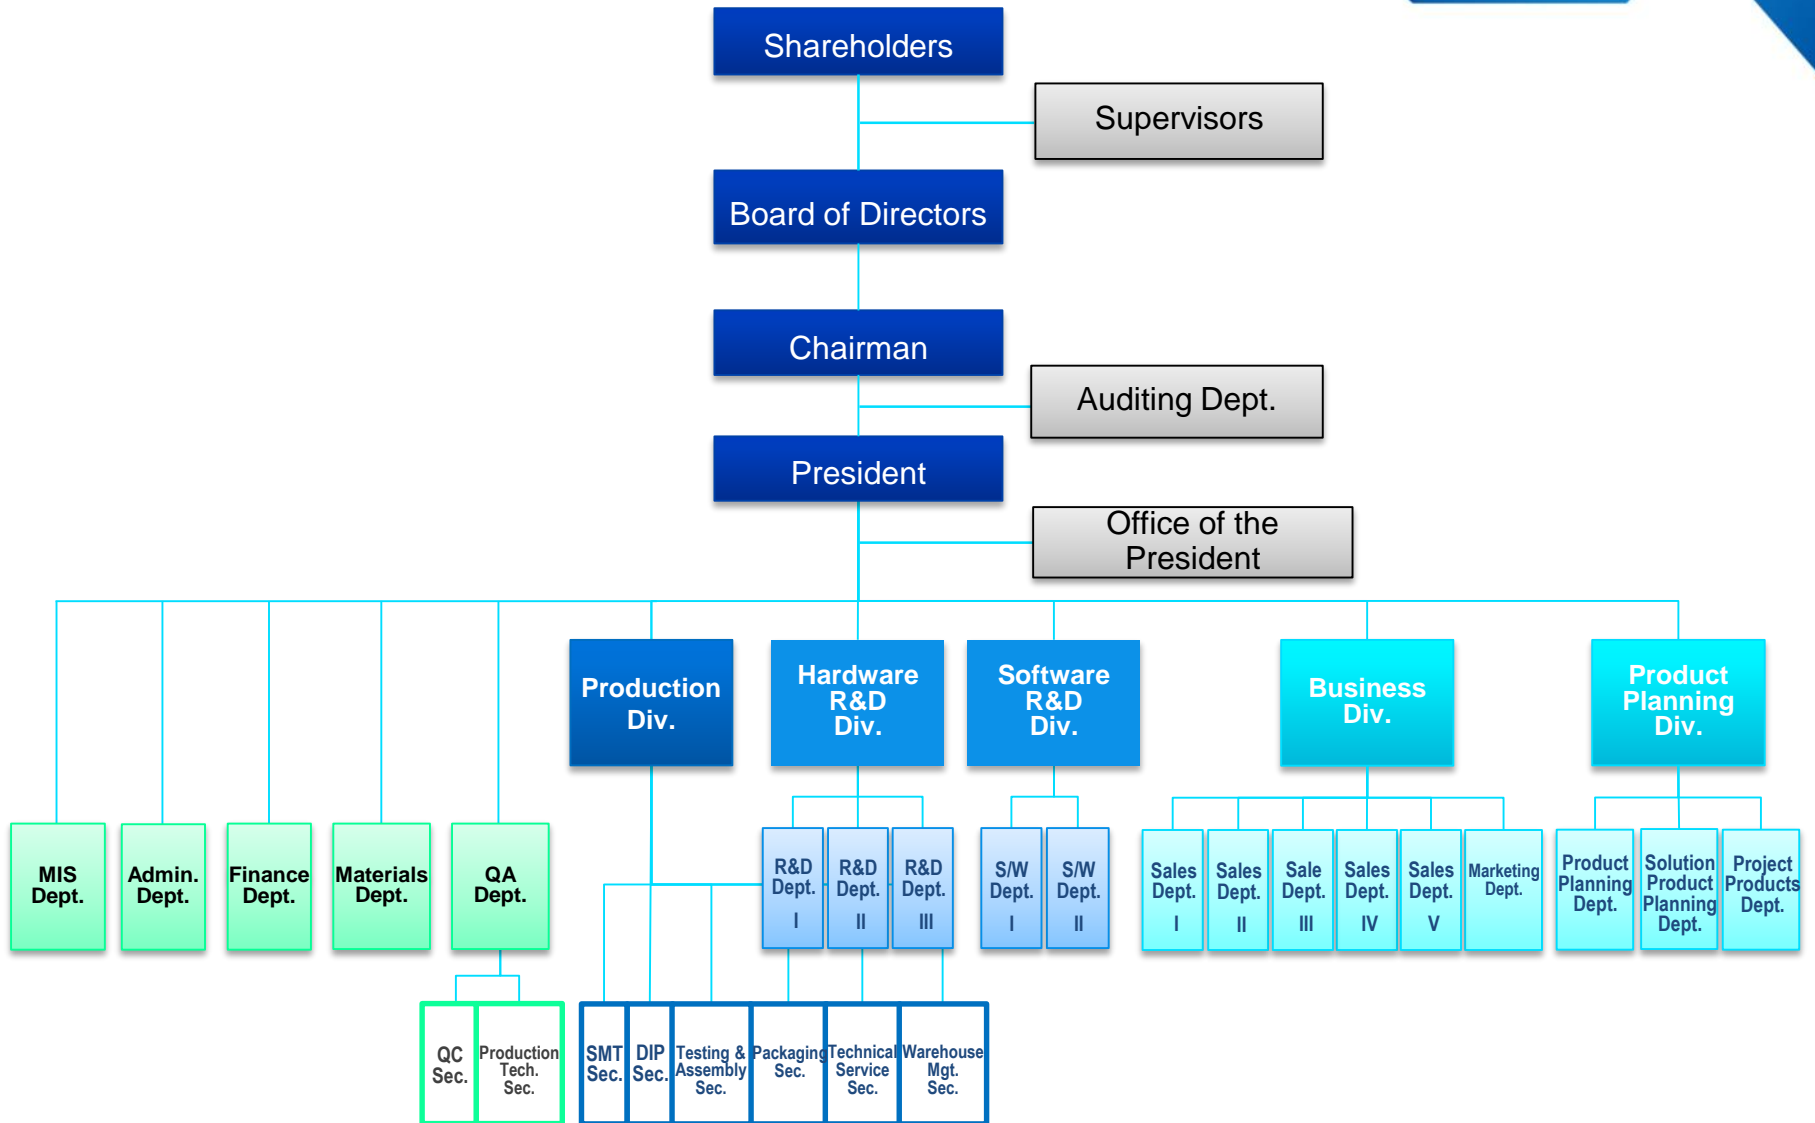 Shareholders
Supervisors
Board of Directors
Chairman
Auditing Dept.
President
Office of the
President
Production
Div.
Hardware
R&D
Div.
Software
R&D
Div.
Business
Div.
Product
Planning
Div.
MIS
Dept.
Admin.
Dept.
Finance
Dept.
Materials
Dept.
QA
Dept.
R&D
Dept.
I
R&D
Dept.
II
R&D
Dept.
III
S/W
Dept.
I
S/W
Dept.
II
Sales
Dept.
I
Sales
Dept.
II
Sale
Dept.
III
Sales
Dept.
IV
Sales
Dept.
V
Marketing
Dept.
Product
Planning
Dept.
Solution
Product
Planning
Dept.
Project
Products
Dept.
QC
Sec.
Production
Tech.
Sec.
SMT
Sec.
DIP
Sec.
Testing &
Assembly
Sec.
Packaging
Sec.
Technical
Service
Sec.
Warehouse
Mgt.
Sec.